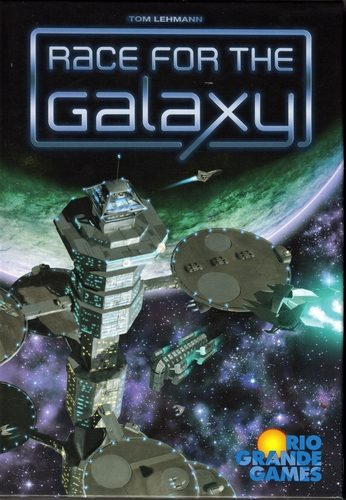 TOM LEHMANN
RACE FOR THE
GALAXY
RIO
GRANDE
GAMES